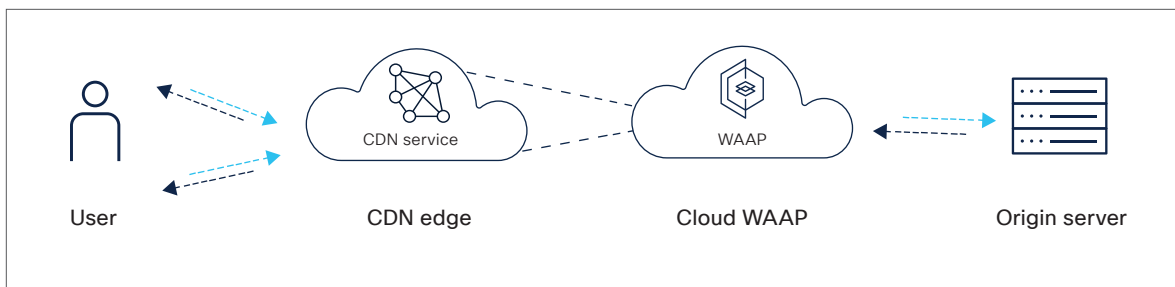 CDN service
WAAP
User
CDN edge
Cloud WAAP
Origin server